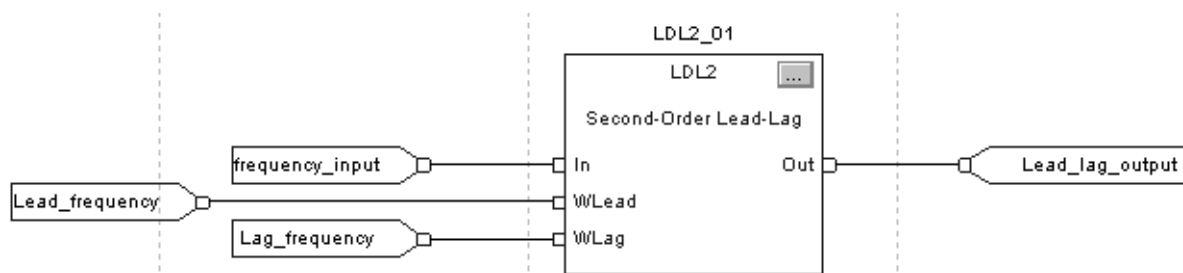 LDL2_01
LDL2
...
Second-Order Lead-Lag
frequency_input
In
Out
Lead_lag_output
Lead_frequency
WLead
Lag_frequency
WLag